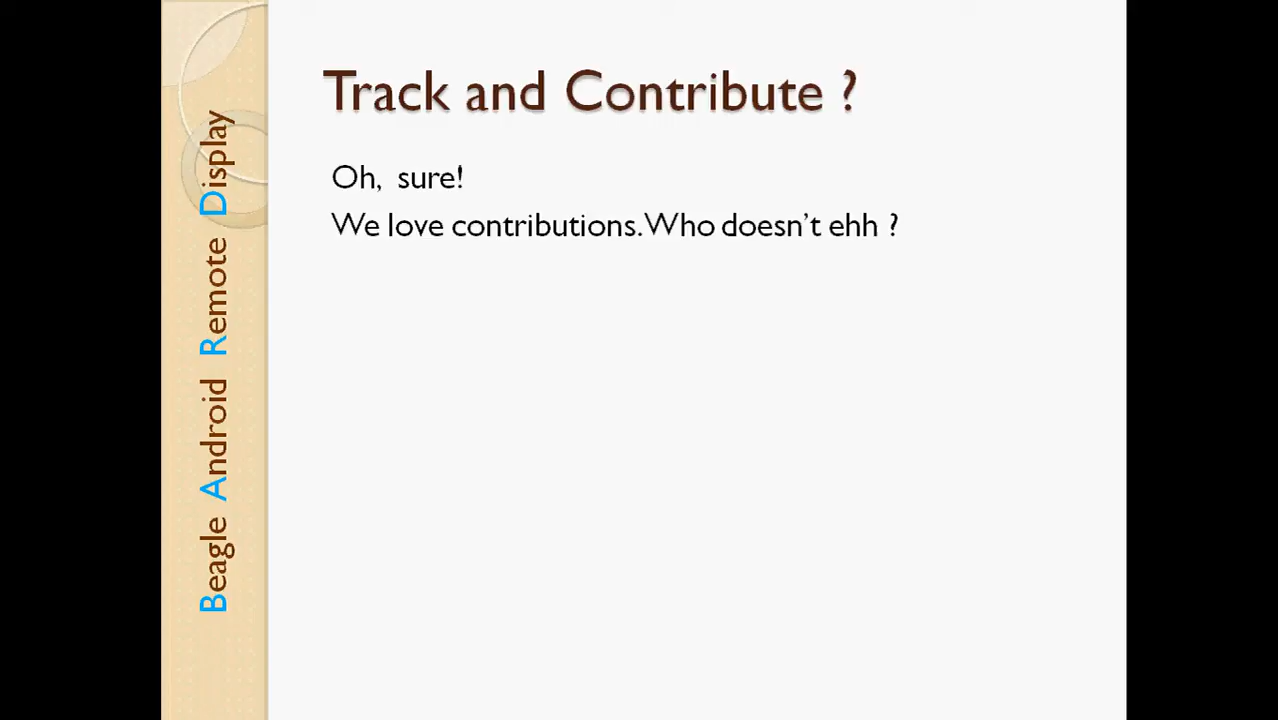 Track and Contribute ?
Oh, sure!
We love contributions. Who doesn’t ehh ?
Beagle Android Remote Display